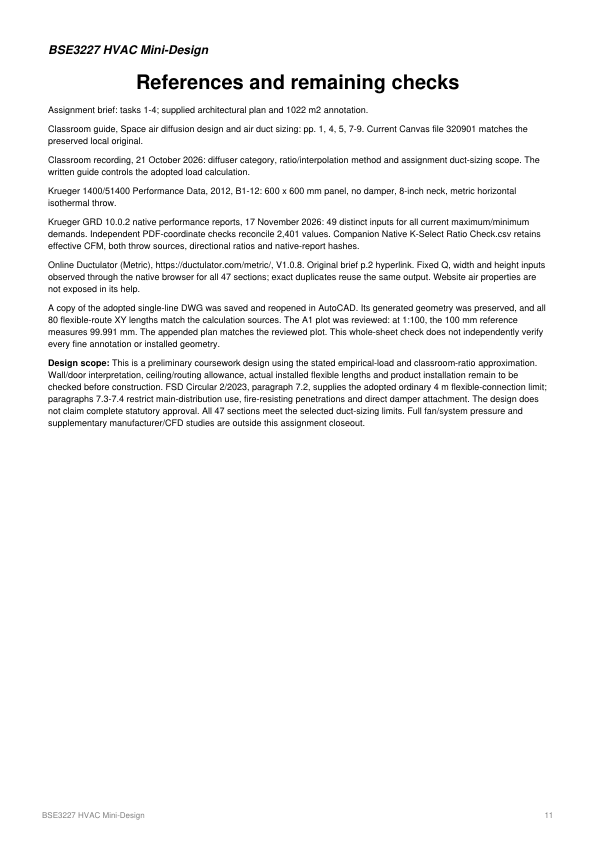 BSE3227 HVAC Mini-Design
References and remaining checks
Assignment brief: tasks 1-4; supplied architectural plan and 1022 m2 annotation.
Classroom guide, Space air diffusion design and air duct sizing: pp. 1, 4, 5, 7-9. Current Canvas file 320901 matches the
preserved local original.
Classroom recording, 21 October 2026: diffuser category, ratio/interpolation method and assignment duct-sizing scope. The
written guide controls the adopted load calculation.
Krueger 1400/51400 Performance Data, 2012, B1-12: 600 x 600 mm panel, no damper, 8-inch neck, metric horizontal
isothermal throw.
Krueger GRD 10.0.2 native performance reports, 17 November 2026: 49 distinct inputs for all current maximum/minimum
demands. Independent PDF-coordinate checks reconcile 2,401 values. Companion Native K-Select Ratio Check.csv retains
effective CFM, both throw sources, directional ratios and native-report hashes.
Online Ductulator (Metric), https://ductulator.com/metric/, V1.0.8. Original brief p.2 hyperlink. Fixed Q, width and height inputs
observed through the native browser for all 47 sections; exact duplicates reuse the same output. Website air properties are
not exposed in its help.
A copy of the adopted single-line DWG was saved and reopened in AutoCAD. Its generated geometry was preserved, and all
80 flexible-route XY lengths match the calculation sources. The A1 plot was reviewed: at 1:100, the 100 mm reference
measures 99.991 mm. The appended plan matches the reviewed plot. This whole-sheet check does not independently verify
every fine annotation or installed geometry.
Design scope: This is a preliminary coursework design using the stated empirical-load and classroom-ratio approximation.
Wall/door interpretation, ceiling/routing allowance, actual installed flexible lengths and product installation remain to be
checked before construction. FSD Circular 2/2023, paragraph 7.2, supplies the adopted ordinary 4 m flexible-connection limit;
paragraphs 7.3-7.4 restrict main-distribution use, fire-resisting penetrations and direct damper attachment. The design does
not claim complete statutory approval. All 47 sections meet the selected duct-sizing limits. Full fan/system pressure and
supplementary manufacturer/CFD studies are outside this assignment closeout.
BSE3227 HVAC Mini-Design
11